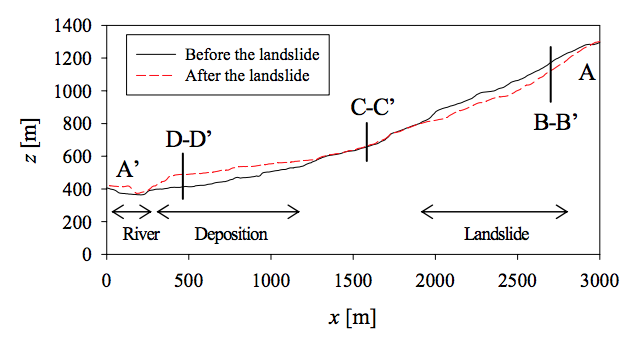 1400
1200
1000
800
600
400
200
0
z [m]
Before the landslide
After the landslide
A'
D-D'
C-C'
B-B'
A
River
Deposition
Landslide
0
500
1000
1500
2000
2500
3000
x [m]